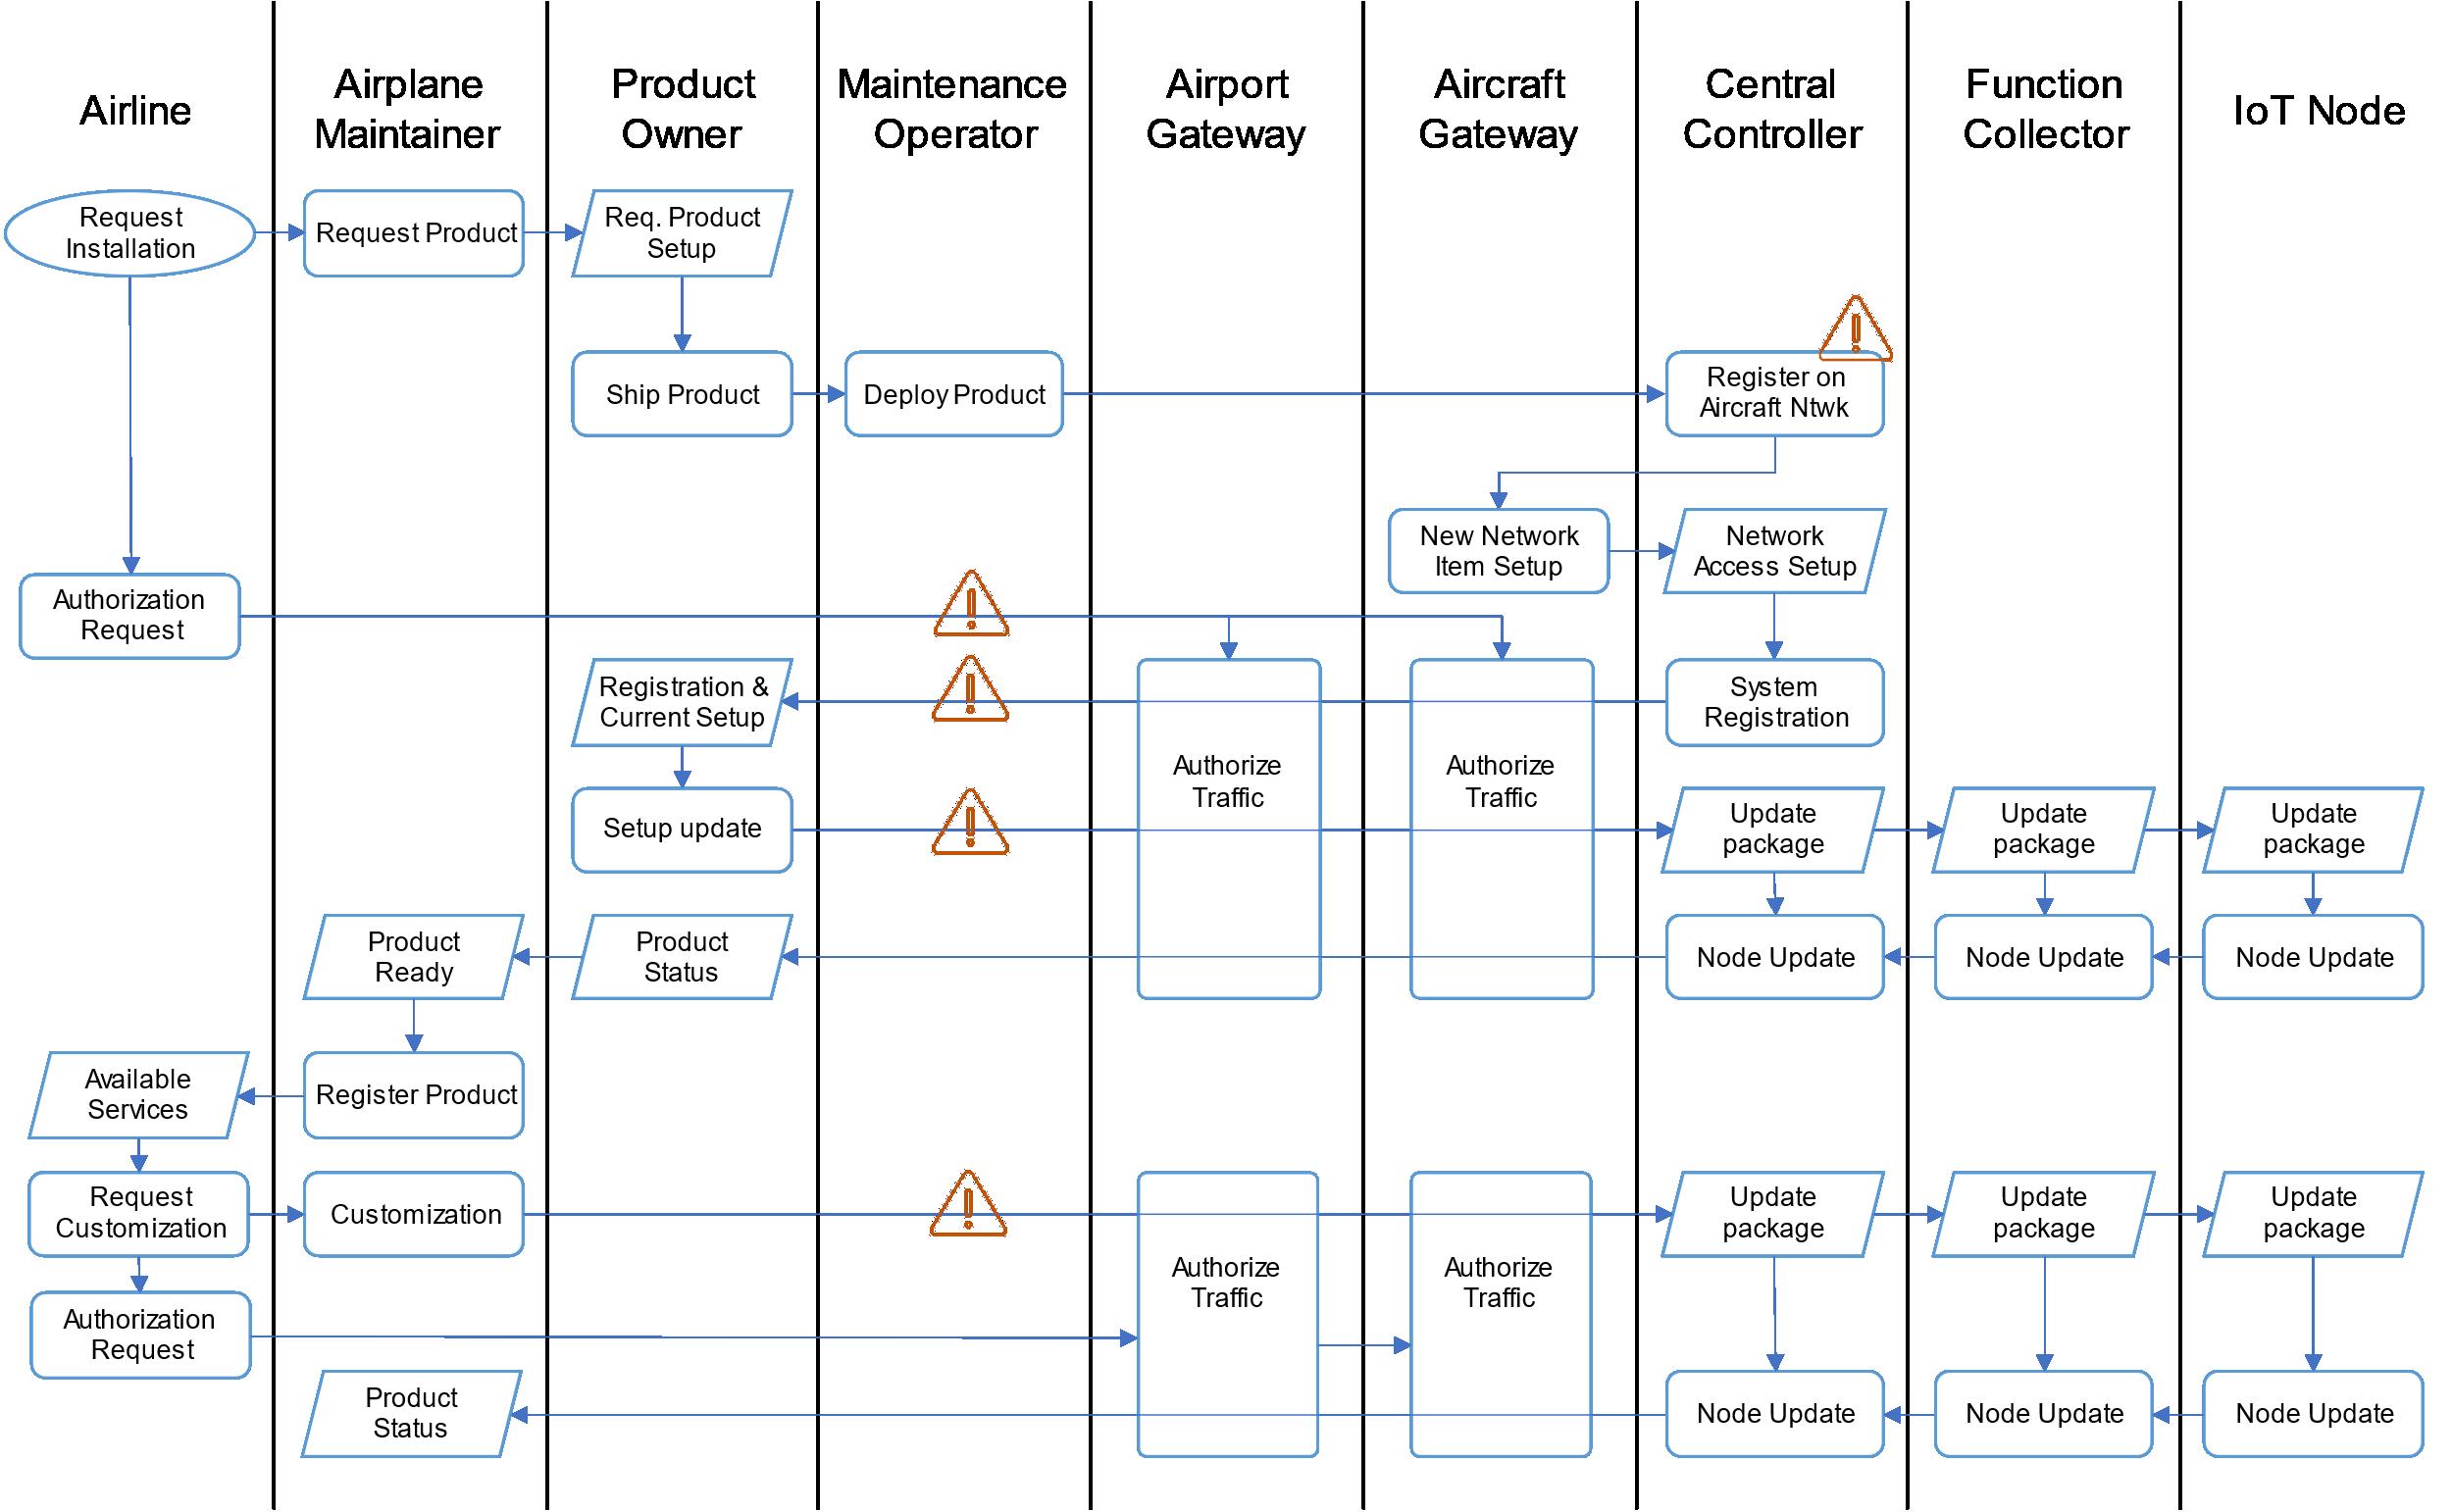 Airline
Airplane
Maintainer
Product
Owner
Maintenance
Operator
Airport
Gateway
Aircraft
Gateway
Central
Controller
Function
Collector
IoT Node
Request
Installation
Request Product
Req. Product
Setup
Ship Product
Deploy Product
Register on
Aircraft Ntwk
New Network
Item Setup
Network
Access Setup
Authorization
Request
Registration &
Current Setup
Authorize
Traffic
Authorize
Traffic
System
Registration
Setup update
Update
package
Update
package
Update
package
Product
Ready
Product
Status
Node Update
Node Update
Node Update
Available
Services
Register Product
Request
Customization
Customization
Authorize
Traffic
Authorize
Traffic
Update
package
Update
package
Update
package
Authorization
Request
Product
Status
Node Update
Node Update
Node Update